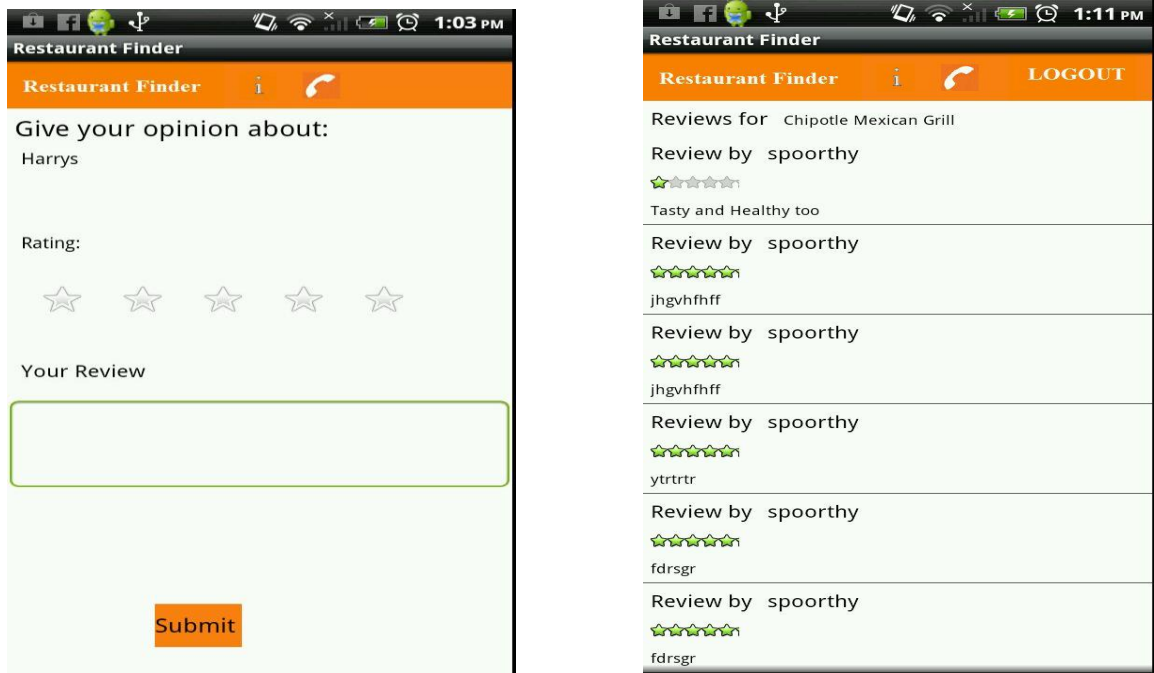 1:03 PM
Restaurant Finder
Restaurant Finder i
Give your opinion about:
Harrys
Rating:
Your Review
Submit
1:11 PM
Restaurant Finder
Restaurant Finder i LOGOUT
Reviews for Chipotle Mexican Grill
Review by spoorthy
Tasty and Healthy too
Review by spoorthy
jhgvhfhff
Review by spoorthy
jhgvhfhff
Review by spoorthy
ytrtrtr
Review by spoorthy
fdrsgr
Review by spoorthy
fdrsgr